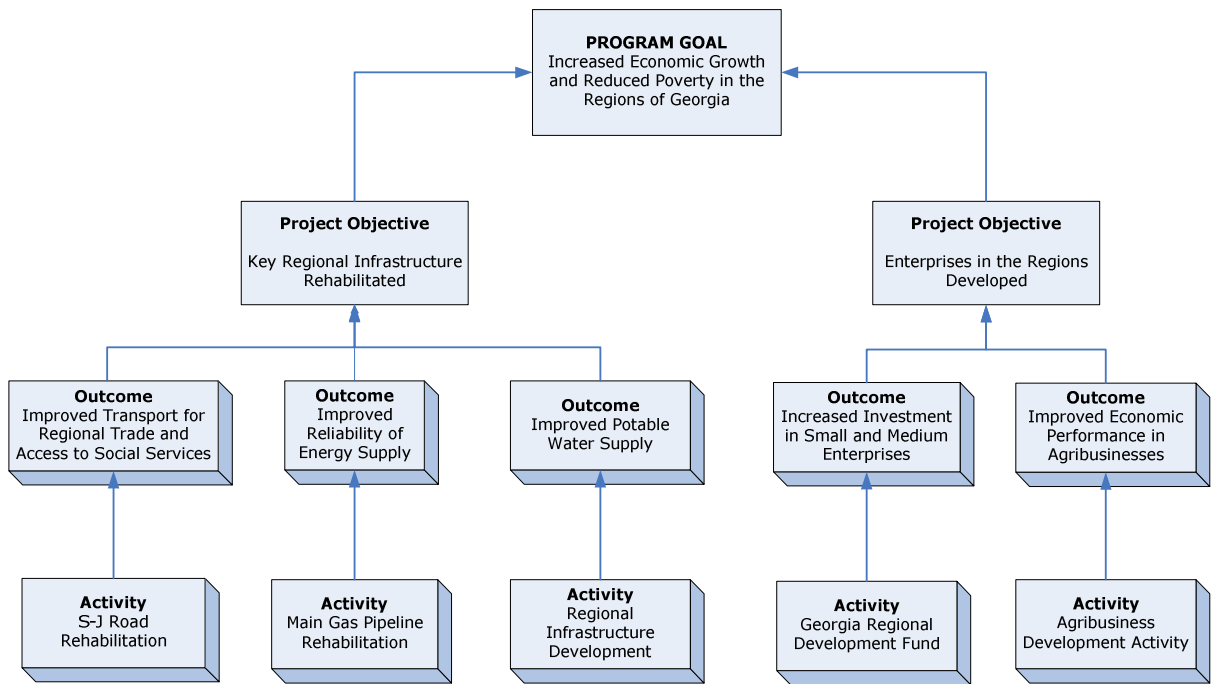 PROGRAM GOAL
Increased Economic Growth
and Reduced Poverty in the
Regions of Georgia
Project Objective
Key Regional Infrastructure
Rehabilitated
Project Objective
Enterprises in the Regions
Developed
Outcome
Improved Transport for
Regional Trade and
Access to Social Services
Outcome
Improved
Reliability of
Energy Supply
Outcome
Improved Potable
Water Supply
Outcome
Increased Investment
in Small and Medium
Enterprises
Outcome
Improved Economic
Performance in
Agribusinesses
Activity
S-J Road
Rehabilitation
Activity
Main Gas Pipeline
Rehabilitation
Activity
Regional
Infrastructure
Development
Activity
Georgia Regional
Development Fund
Activity
Agribusiness
Development Activity